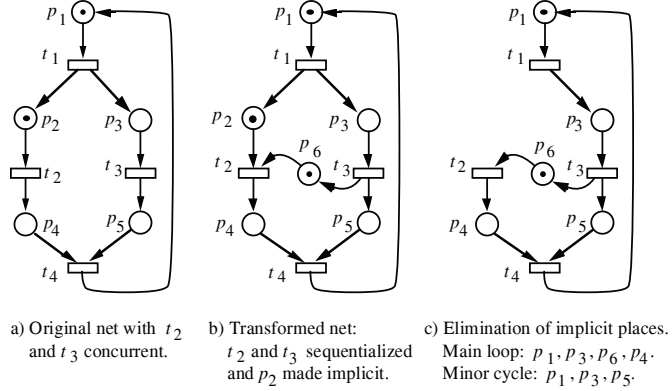 p1
t1
p2
p3
t2
t3
p4
p5
t4
p1
t1
p2
p3
p6
t2
t3
p4
p5
t4
p1
t1
p3
p6
t2
t3
p4
p5
t4
a) Original net with t2
and t3 concurrent.
b) Transformed net:
t2 and t3 sequentialized
and p2 made implicit.
c) Elimination of implicit places.
Main loop: p1, p3, p6, p4.
Minor cycle: p1, p3, p5.